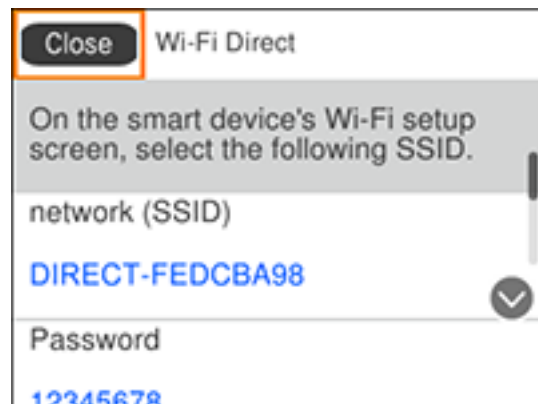 Close Wi-Fi Direct
On the smart device's Wi-Fi setup
screen, select the following SSID.
network (SSID)
DIRECT-FEDCBA98
Password
12345678